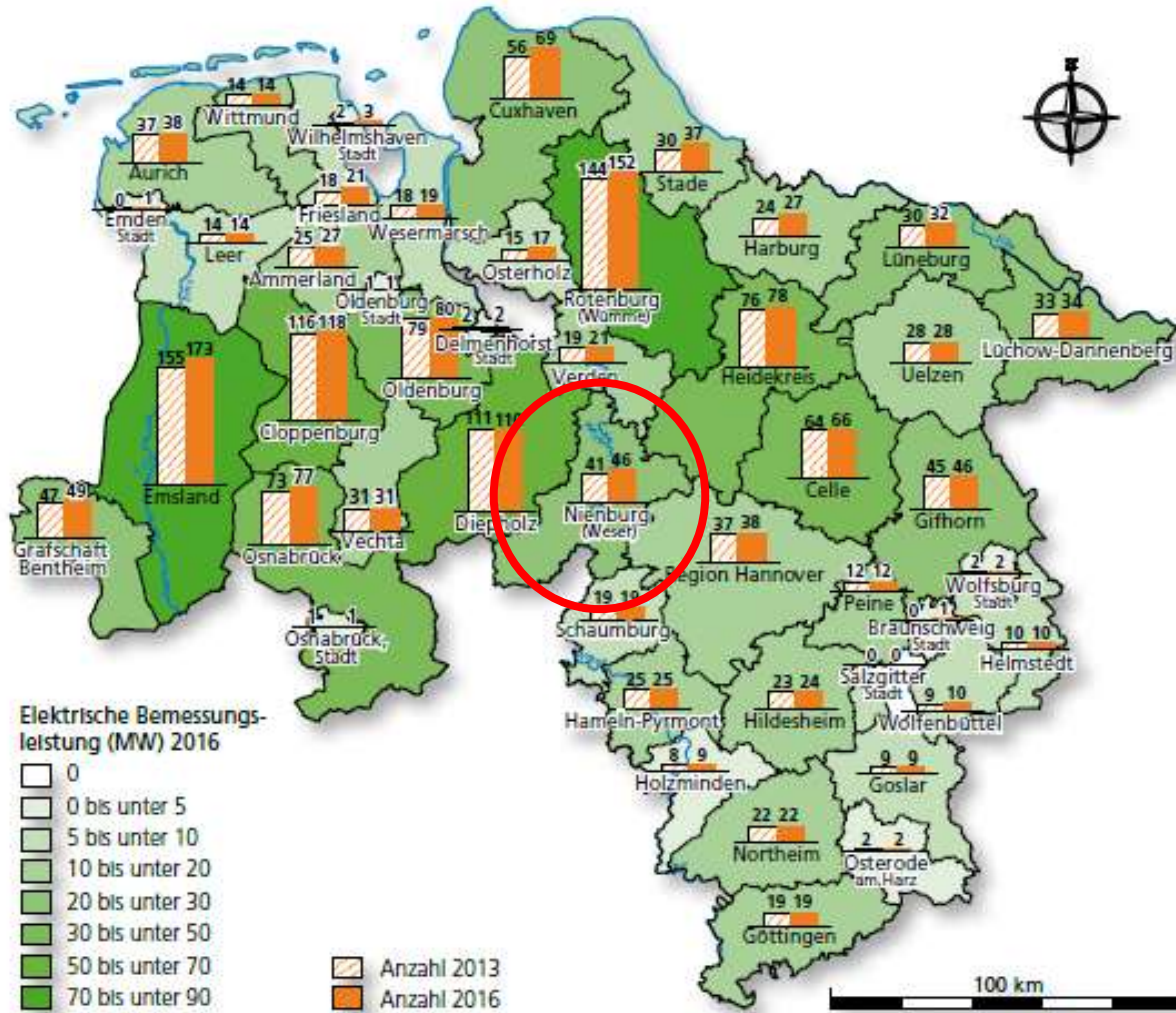 56 69
Cuxhaven
14 14
Wittmund
2 3
Wilhelmshaven
Stadt
37 38
Aurich
30 37
Stade
144 152
Rotenburg
(Wümme)
0 1
Emden
Stadt
18 21
Friesland
18 19
Wesermarsch
14 14
Leer
25 27
Ammerland
15 17
Osterholz
24 27
Harburg
30 32
Lüneburg
1 1
Oldenburg
Stadt
116 118
Cloppenburg
79 80
Oldenburg
2 2
Delmenhorst
Stadt
76 78
Heidekreis
33 34
Lüchow-Dannenberg
28 28
Uelzen
19 21
Verden
155 173
Emsland
111
Diepholz
41 46
Nienburg
(Weser)
64 66
Celle
45 46
Gifhorn
47 49
Grafschaft
Bentheim
73 77
Osnabrück
31 31
Vechta
37 38
Region Hannover
12 12
Peine
2 2
Wolfsburg
Stadt
1 1
Osnabrück,
Stadt
19 19
Schaumburg
0 1
Braunschweig
Stadt
10 10
Helmstedt
0 0
Salzgitter
Stadt
25 25
Hameln-Pyrmont
23 24
Hildesheim
9 10
Wolfenbüttel
8 9
Holzminden
9 9
Goslar
22 22
Northeim
2 2
Osterode
am.Harz
19 19
Göttingen
Elektrische Bemessungs-
leistung (MW) 2016
0
0 bis unter 5
5 bis unter 10
10 bis unter 20
20 bis unter 30
30 bis unter 50
50 bis unter 70
70 bis unter 90
Anzahl 2013
Anzahl 2016
100 km